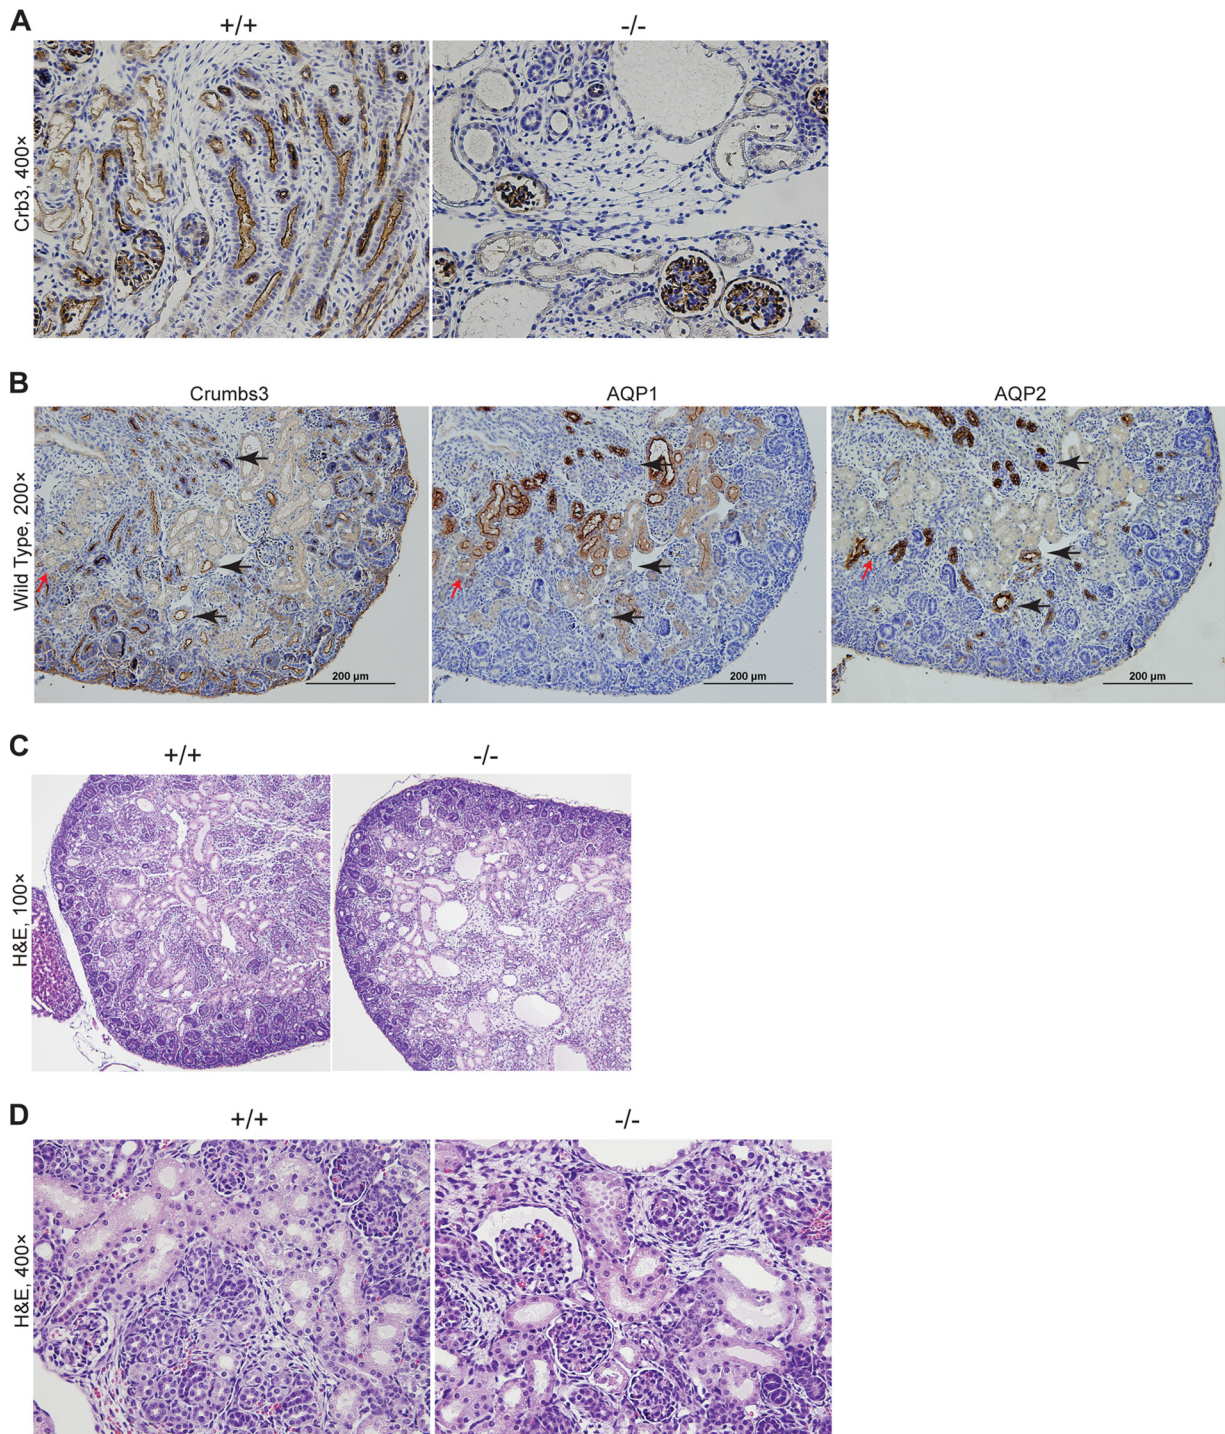 A
+/+
-/-
Crb3, 400×
B
Crumbs3
AQP1
AQP2
Wild Type, 200×
200 µm
200 µm
200 µm
C
+/+
-/-
H&E, 100×
D
+/+
-/-
H&E, 400×